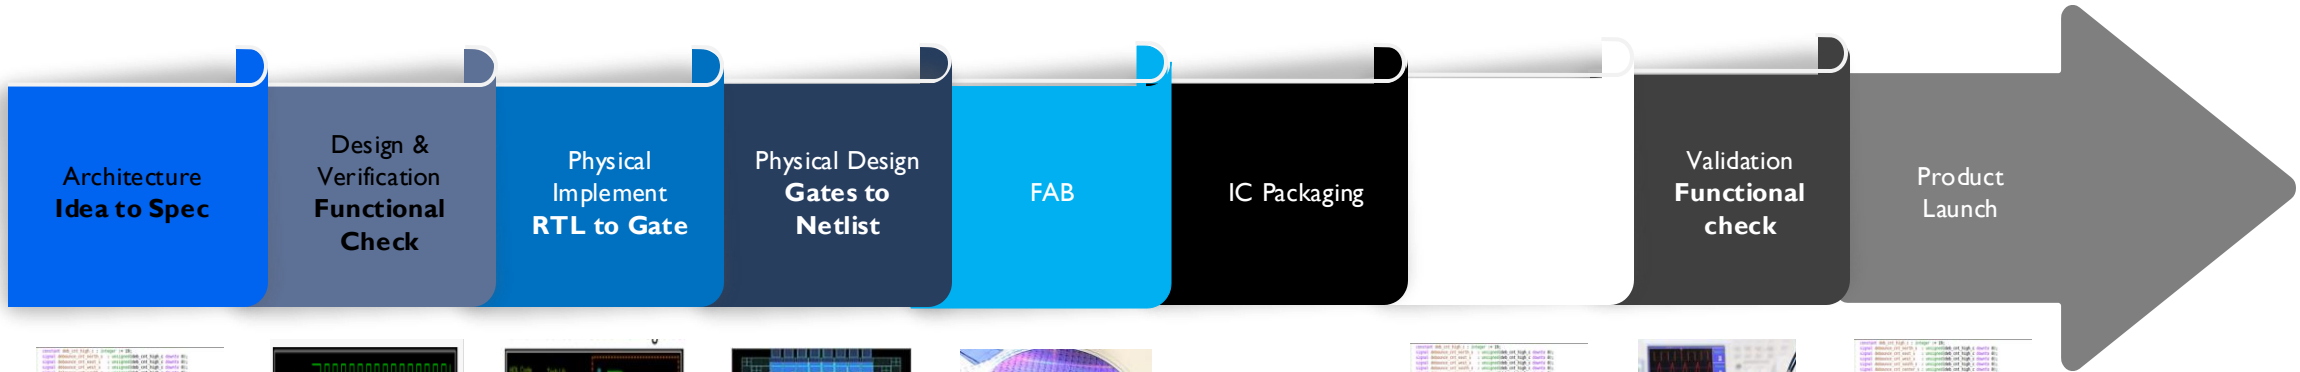 Architecture
Idea to Spec
Design &
Verification
Functional
Check
Physical
Implement
RTL to Gate
Physical Design
Gates to
Netlist
FAB
IC Packaging
Validation
Functional
check
Product
Launch